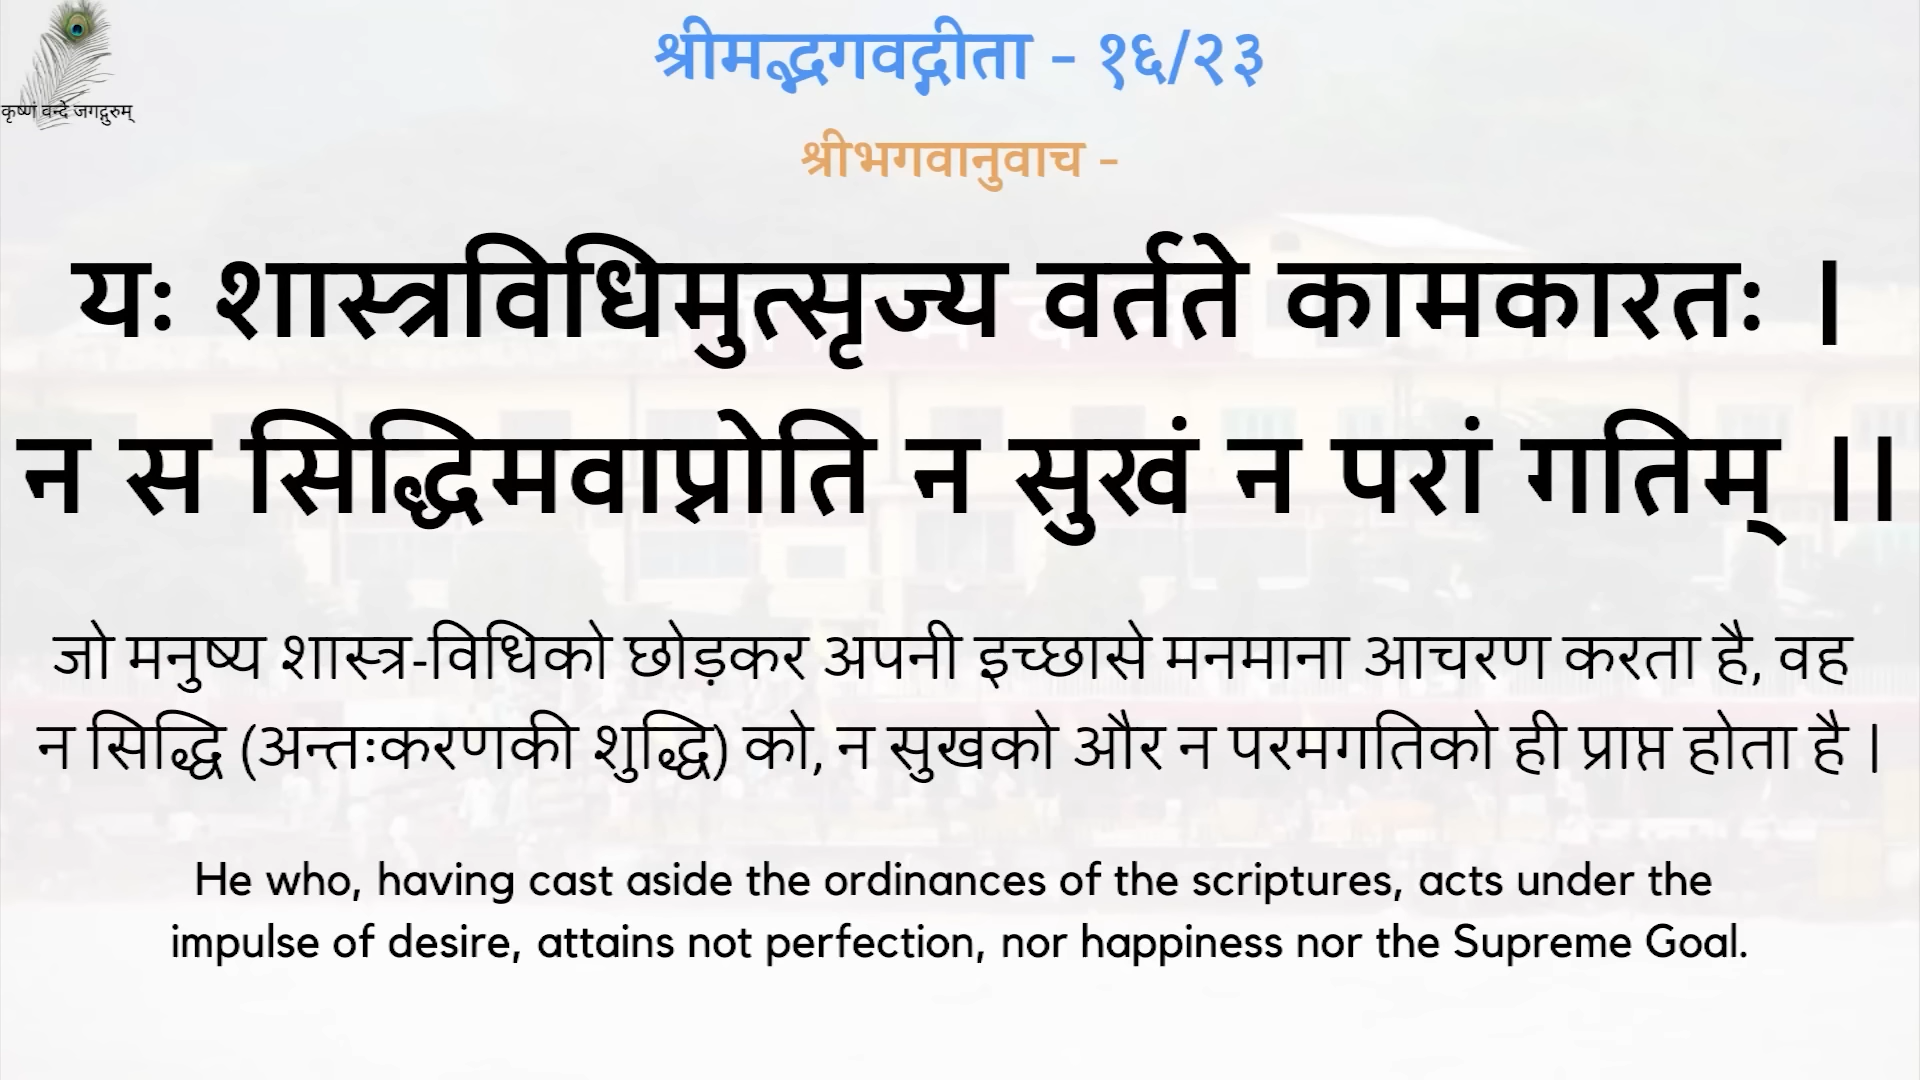 श्रीमद्भगवद्गीता - १६/२३
कृष्णं वन्दे जगद्गुरुम्
श्रीभगवानुवाच -
यः शास्त्रविधिमुत्सृज्य वर्तते कामकारतः ।
न स सिद्धिमवाप्नोति न सुखं न परां गतिम् ।।
जो मनुष्य शास्त्र-विधिको छोड़कर अपनी इच्छासे मनमाना आचरण करता है, वह
न सिद्धि (अन्तःकरणकी शुद्धि) को, न सुखको और न परमगतिको ही प्राप्त होता है |
He who, having cast aside the ordinances of the scriptures, acts under the
impulse of desire, attains not perfection, nor happiness nor the Supreme Goal.